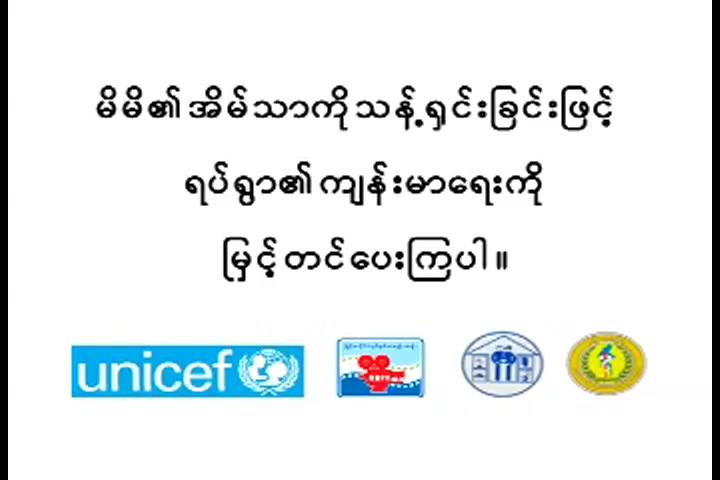 မိမိ၏အိမ်သာကိုသန့်ရှင်းခြင်းဖြင့်
ရပ်ရွာ၏ကျန်းမာရေးကို
မြှင့်တင်ပေးကြပါ။
unicef